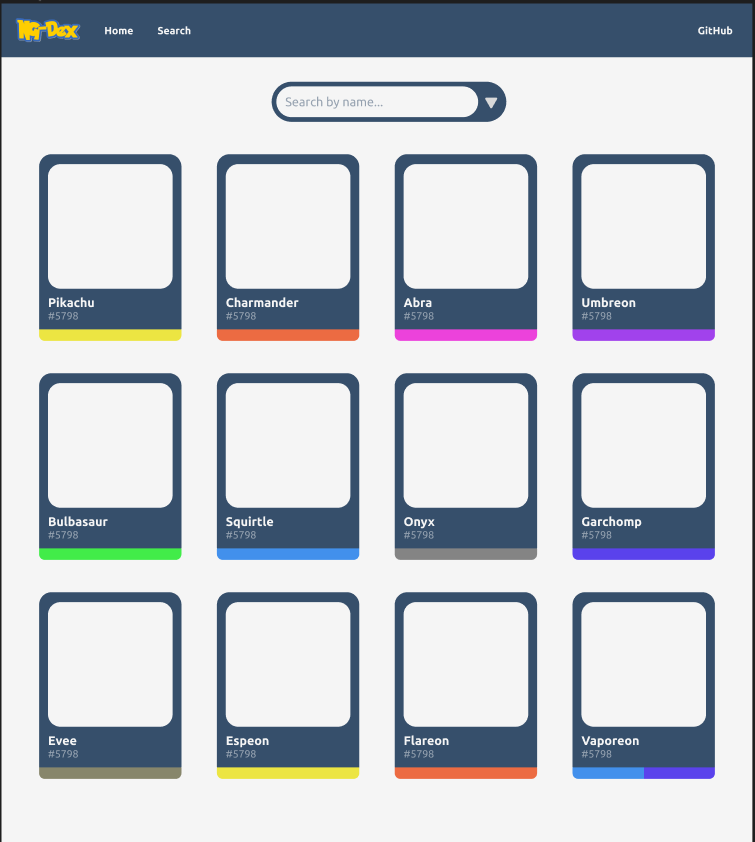 Ng-Dex Home Search GitHub
Search by name...
Pikachu Charmander Abra Umbreon
#5798 #5798 #5798 #5798
Bulbasaur Squirtle Onyx Garchomp
#5798 #5798 #5798 #5798
Evee Espeon Flareon Vaporeon
#5798 #5798 #5798 #5798